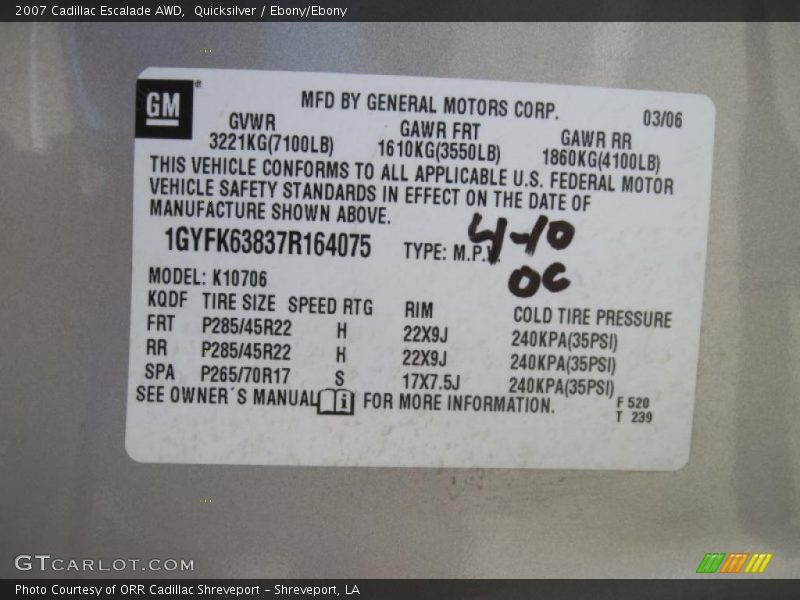 2007 Cadillac Escalade AWD, Quicksilver / Ebony/Ebony
GM ®
MFD BY GENERAL MOTORS CORP. 03/06
GVWR GAWR FRT GAWR RR
3221KG(7100LB) 1610KG(3550LB) 1860KG(4100LB)
THIS VEHICLE CONFORMS TO ALL APPLICABLE U.S. FEDERAL MOTOR
VEHICLE SAFETY STANDARDS IN EFFECT ON THE DATE OF
MANUFACTURE SHOWN ABOVE.
4-10
1GYFK63837R164075 TYPE: M.P.V.
OC
MODEL: K10706
KQDF TIRE SIZE SPEED RTG RIM COLD TIRE PRESSURE
FRT P285/45R22 H 22X9J 240KPA(35PSI)
RR P285/45R22 H 22X9J 240KPA(35PSI)
SPA P265/70R17 S 17X7.5J 240KPA(35PSI)
SEE OWNER´S MANUAL i FOR MORE INFORMATION.
F 520
T 239
GTCARLOT.COM
Photo Courtesy of ORR Cadillac Shreveport - Shreveport, LA